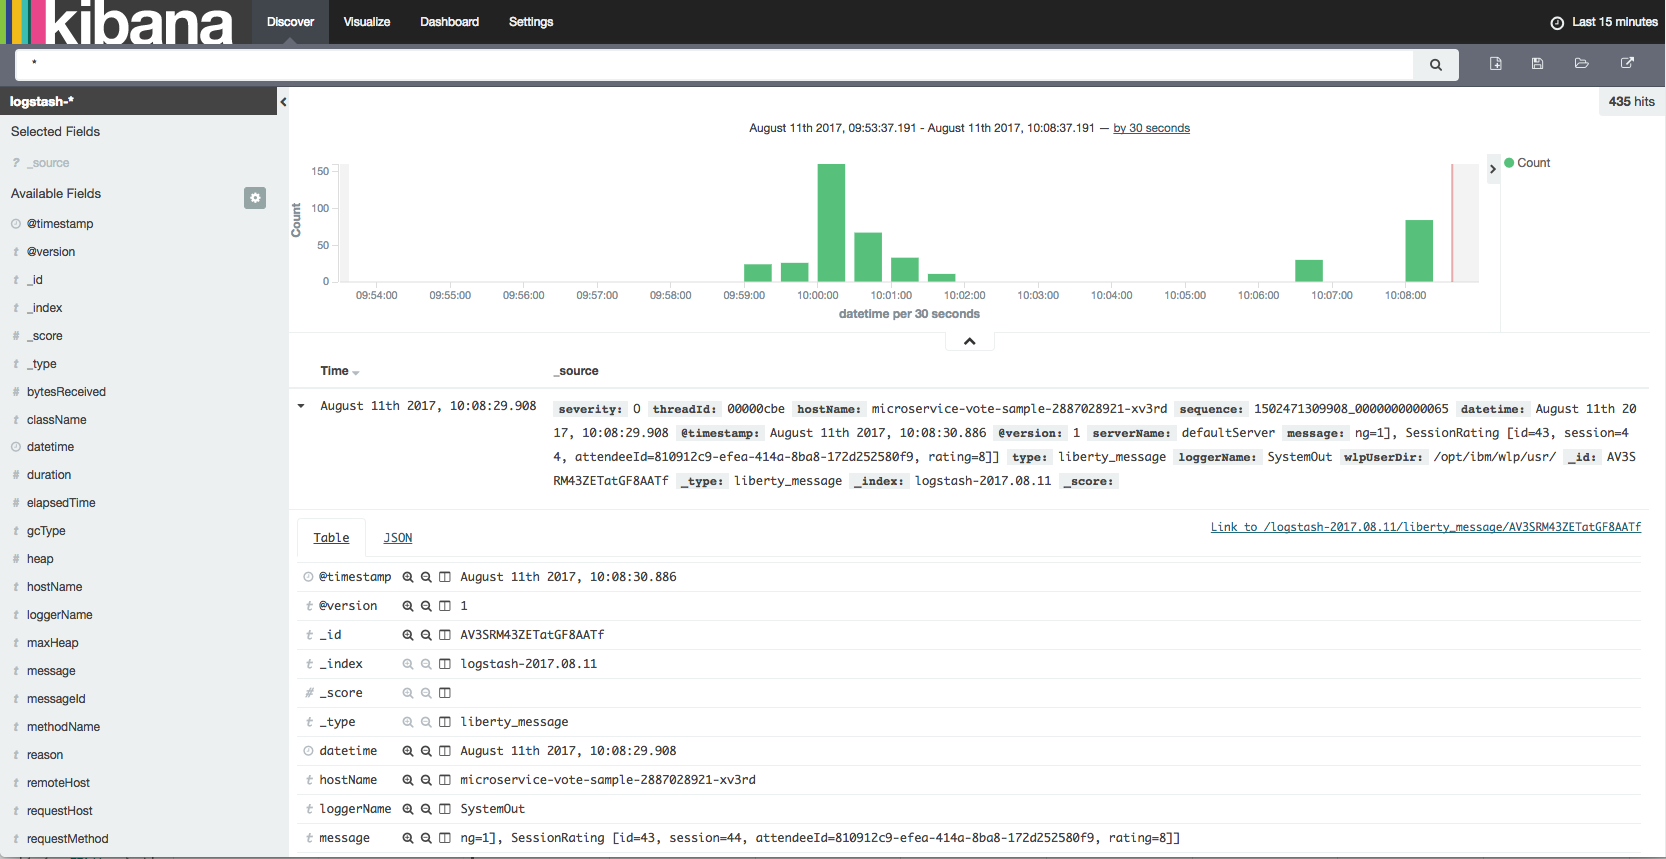 kibana Discover Visualize Dashboard Settings Last 15 minutes
*
logstash-*
435 hits
Selected Fields
? _source
Available Fields
@timestamp
t @version
t _id
t _index
# _score
t _type
# bytesReceived
t className
datetime
# duration
# elapsedTime
t gcType
# heap
t hostName
t loggerName
t maxHeap
t message
t messageId
t methodName
t reason
t remoteHost
t requestHost
t requestMethod
August 11th 2017, 09:53:37.191 - August 11th 2017, 10:08:37.191 — by 30 seconds
Count
150
100
50
0
Count
09:54:00 09:55:00 09:56:00 09:57:00 09:58:00 09:59:00 10:00:00 10:01:00 10:02:00 10:03:00 10:04:00 10:05:00 10:06:00 10:07:00 10:08:00
datetime per 30 seconds
Time _source
August 11th 2017, 10:08:29.908
severity: O threadId: 00000cbe hostName: microservice-vote-sample-2887028921-xv3rd sequence: 1502471309908_0000000000065 datetime: August 11th 20
17, 10:08:29.908 @timestamp: August 11th 2017, 10:08:30.886 @version: 1 serverName: defaultServer message: ng=1], SessionRating [id=43, session=4
4, attendeeId=810912c9-efea-414a-8ba8-172d252580f9, rating=8]] type: liberty_message loggerName: SystemOut wlpUserDir: /opt/ibm/wlp/usr/ _id: AV3S
RM43ZETatGF8AATf _type: liberty_message _index: logstash-2017.08.11 _score:
Table JSON
Link to /logstash-2017.08.11/liberty_message/AV3SRM43ZETatGF8AATf
@timestamp August 11th 2017, 10:08:30.886
t @version 1
t _id AV3SRM43ZETatGF8AATf
t _index logstash-2017.08.11
# _score
t _type liberty_message
datetime August 11th 2017, 10:08:29.908
t hostName microservice-vote-sample-2887028921-xv3rd
t loggerName SystemOut
t message ng=1], SessionRating [id=43, session=44, attendeeId=810912c9-efea-414a-8ba8-172d252580f9, rating=8]]